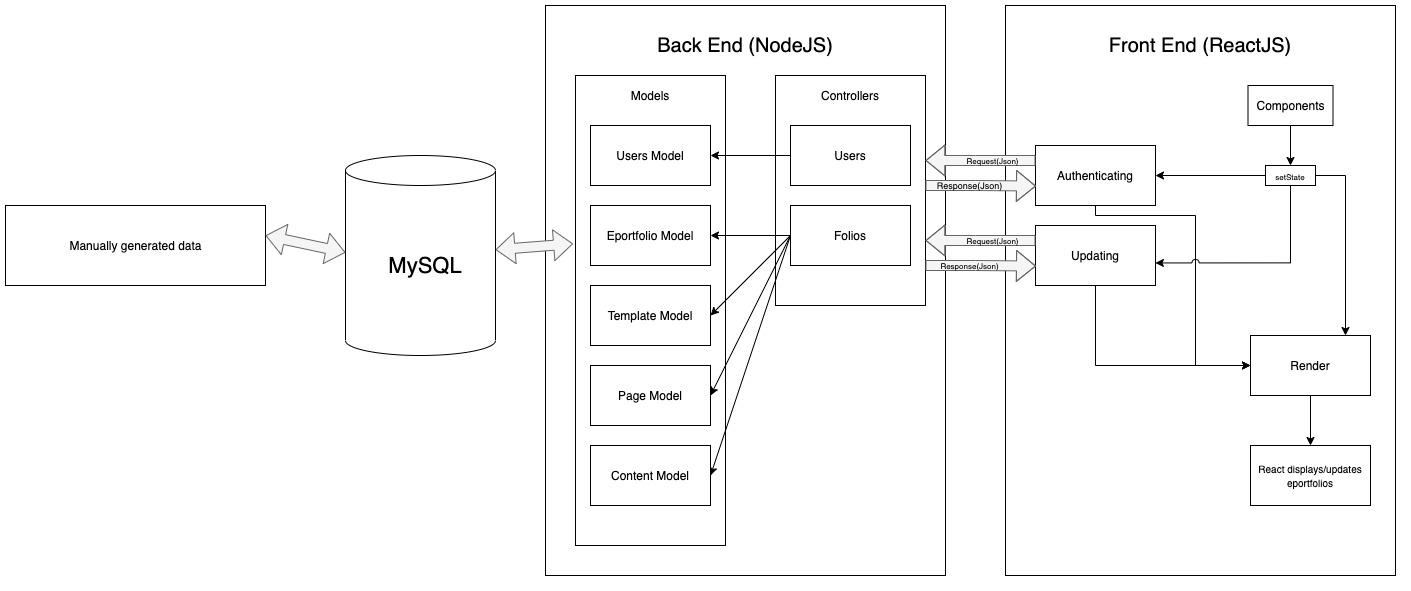 Back End (NodeJS)
Front End (ReactJS)
Models
Controllers
Components
Users Model
Users
Request(Json)
Authenticating
setState
Response(Json)
Manually generated data
MySQL
Eportfolio Model
Folios
Request(Json)
Updating
Response(Json)
Template Model
Page Model
Render
Content Model
React displays/updates
eportfolios